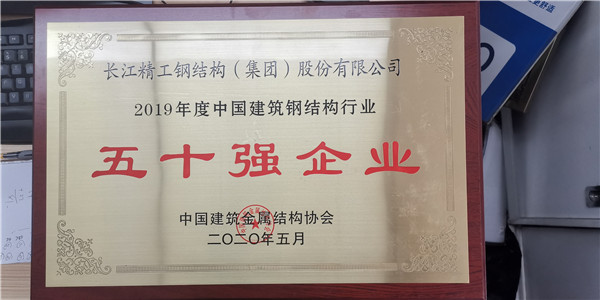 长江精工钢结构（集团）股份有限公司
2019年度中国建筑钢结构行业
五十强企业
中国建筑金属结构协会
二〇二〇年五月